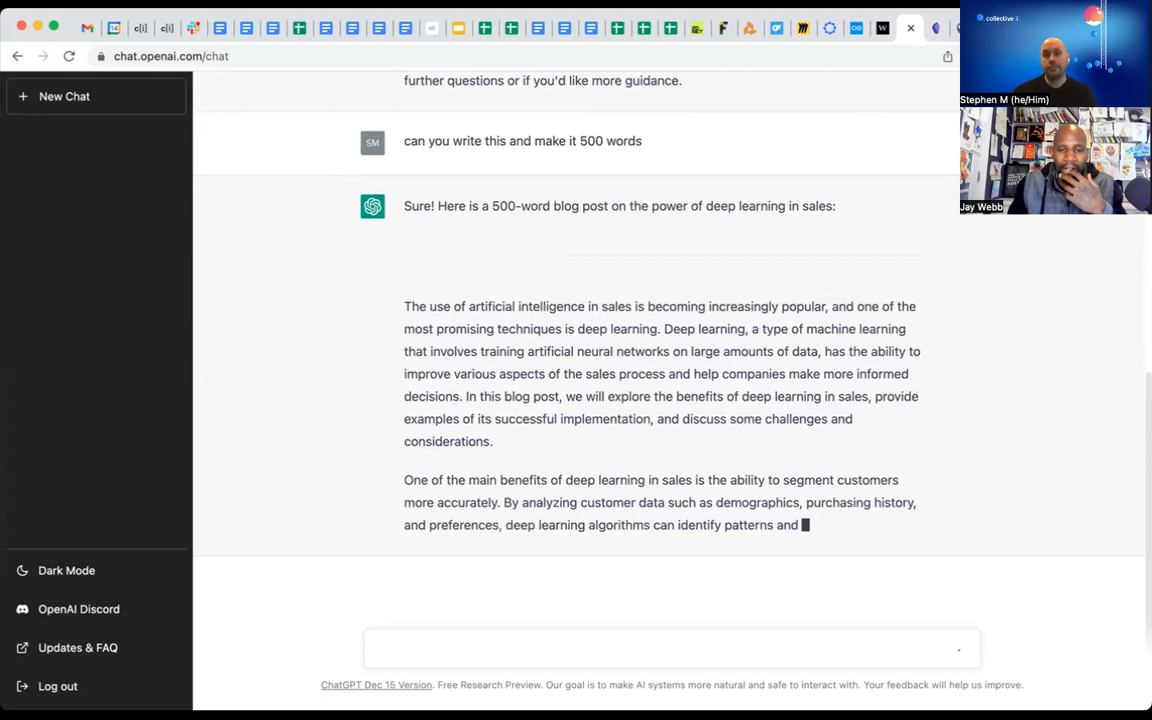 chat.openai.com/chat
collective i
Stephen M (he/Him)
Jay Webb
+ New Chat
further questions or if you'd like more guidance.
SM
can you write this and make it 500 words
Sure! Here is a 500-word blog post on the power of deep learning in sales:
The use of artificial intelligence in sales is becoming increasingly popular, and one of the
most promising techniques is deep learning. Deep learning, a type of machine learning
that involves training artificial neural networks on large amounts of data, has the ability to
improve various aspects of the sales process and help companies make more informed
decisions. In this blog post, we will explore the benefits of deep learning in sales, provide
examples of its successful implementation, and discuss some challenges and
considerations.
One of the main benefits of deep learning in sales is the ability to segment customers
more accurately. By analyzing customer data such as demographics, purchasing history,
and preferences, deep learning algorithms can identify patterns and
Dark Mode
OpenAI Discord
Updates & FAQ
Log out
ChatGPT Dec 15 Version. Free Research Preview. Our goal is to make AI systems more natural and safe to interact with. Your feedback will help us improve.